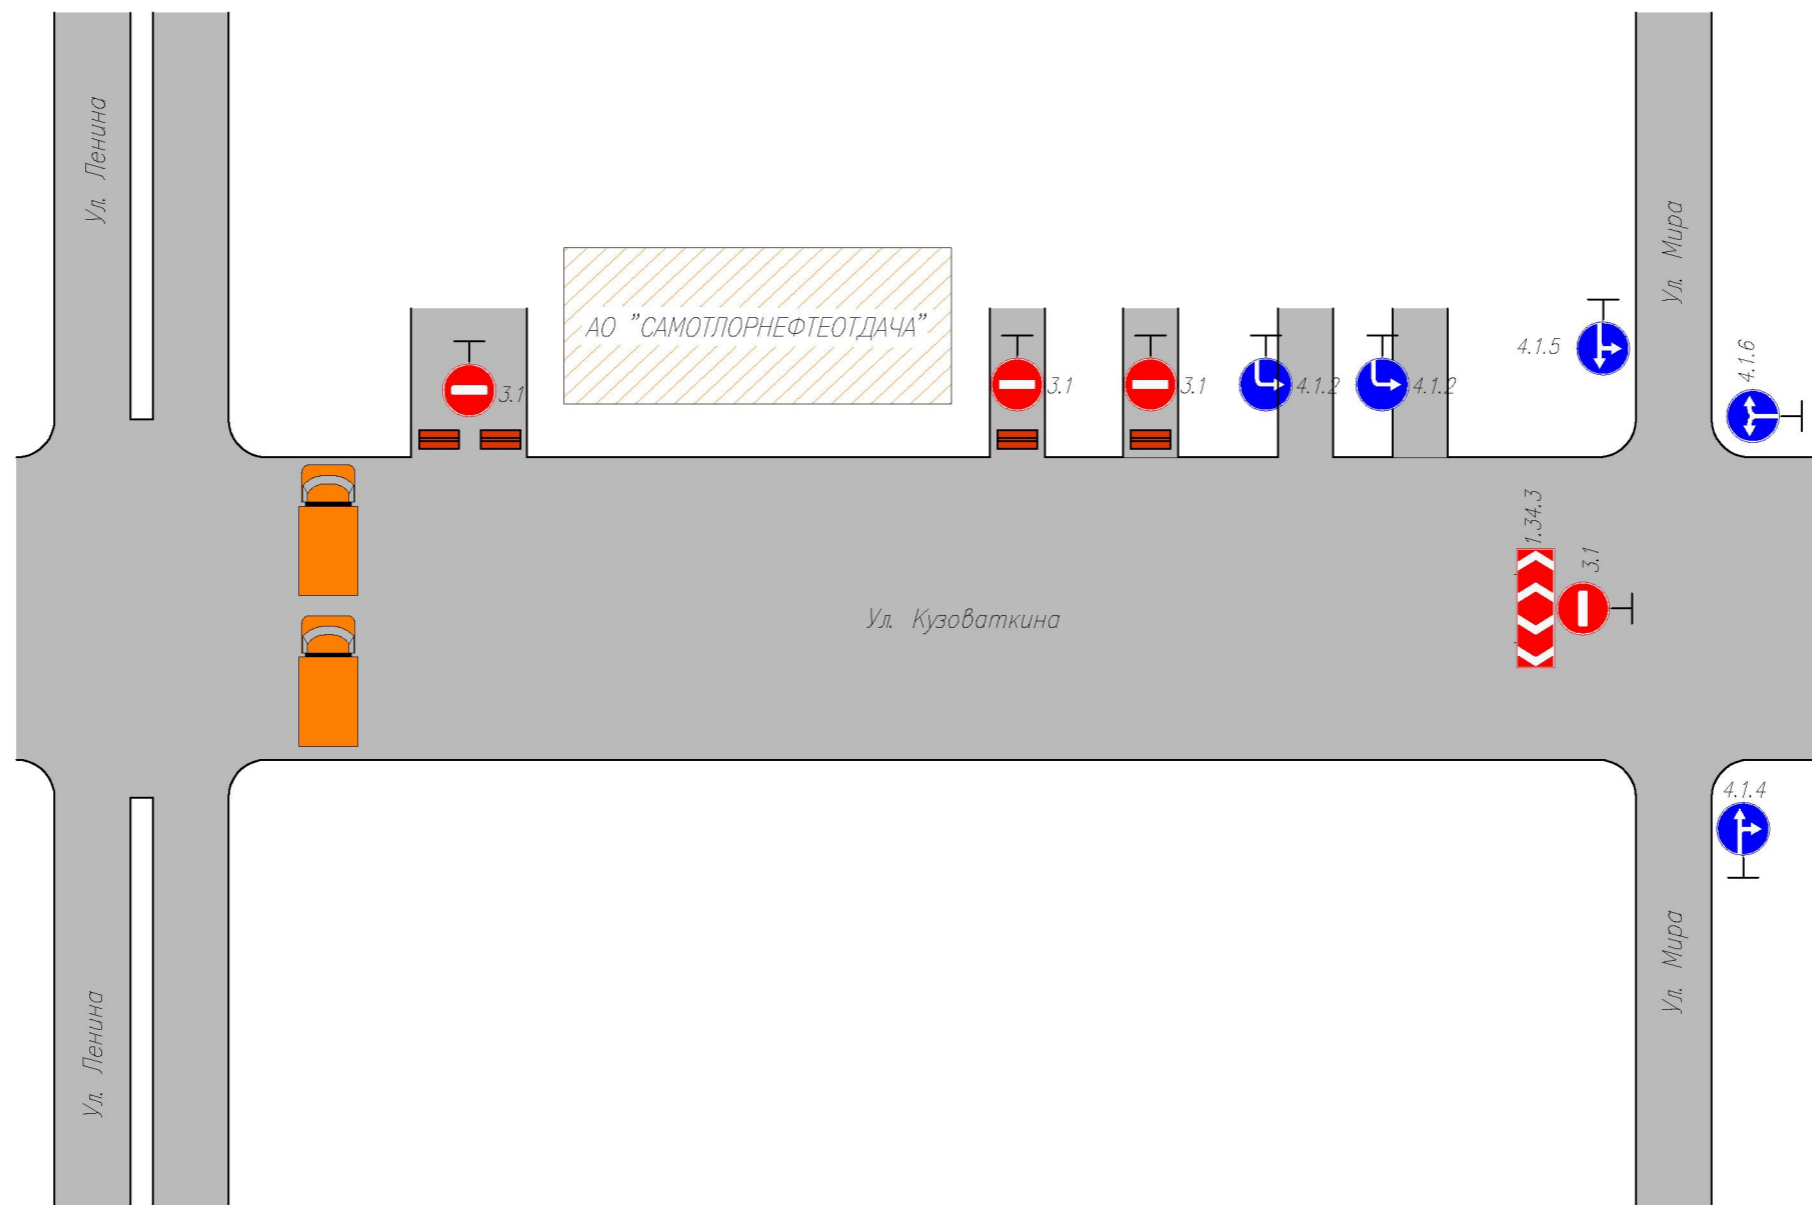 Ул. Ленина
Ул. Мира
АО "САМОТЛОРНЕФТЕОТДАЧА"
3.1
3.1
3.1
4.1.2
4.1.2
4.1.5
4.1.6
1.34.3
3.1
Ул. Кузоваткина
4.1.4
Ул. Ленина
Ул. Мира